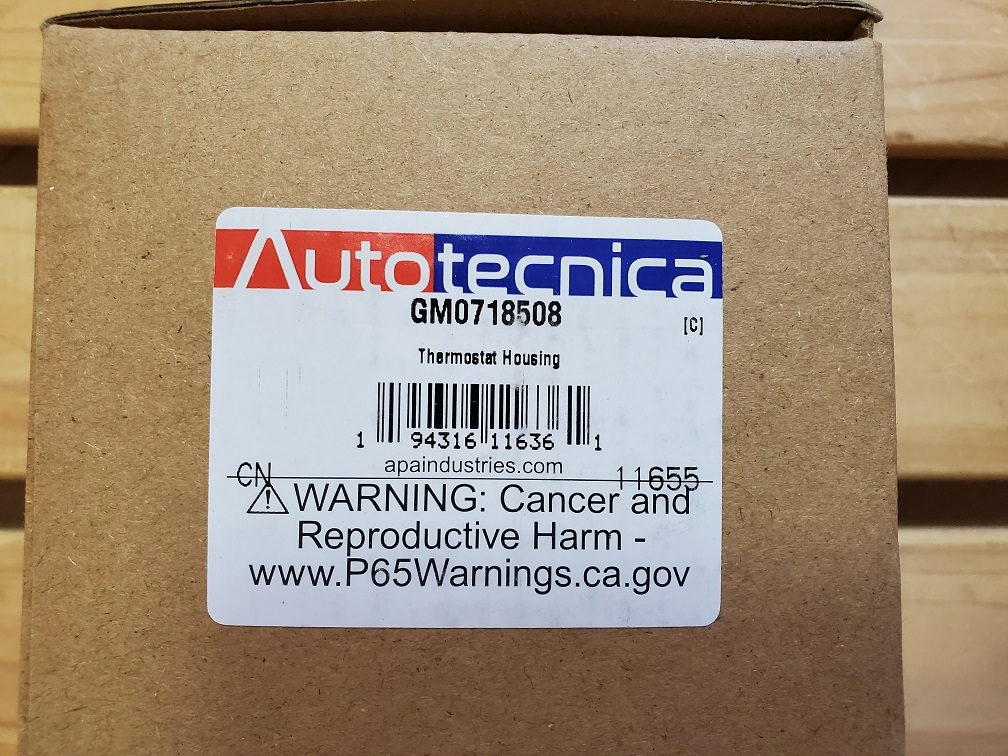 Autotecnica
GM0718508
[C]
Thermostat Housing
1 94316 11636 1
apaindustries.com
CN 11655
WARNING: Cancer and
Reproductive Harm -
www.P65Warnings.ca.gov